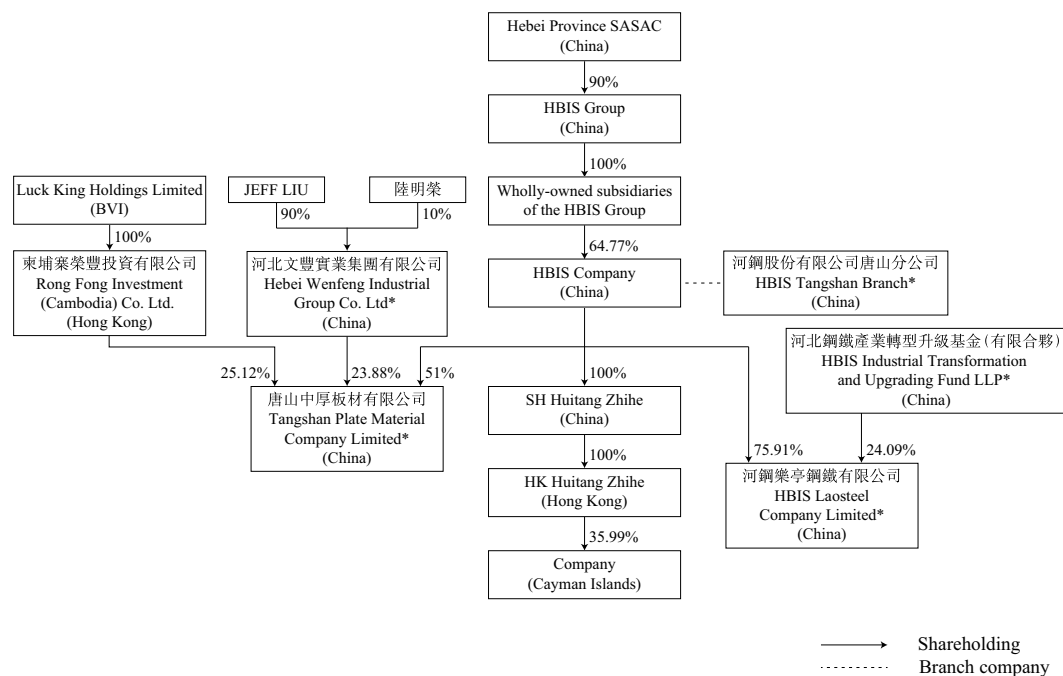 Hebei Province SASAC
(China)
90%
HBIS Group
(China)
100%
Luck King Holdings Limited
(BVI)
JEFF LIU
陸明榮
Wholly-owned subsidiaries
of the HBIS Group
100%
90%
10%
64.77%
柬埔寨榮豐投資有限公司
Rong Fong Investment
(Cambodia) Co. Ltd.
(Hong Kong)
河北文豐實業集團有限公司
Hebei Wenfeng Industrial
Group Co. Ltd*
(China)
HBIS Company
(China)
河鋼股份有限公司唐山分公司
HBIS Tangshan Branch*
(China)
河北鋼鐵產業轉型升級基金(有限合夥)
HBIS Industrial Transformation
and Upgrading Fund LLP*
(China)
25.12%
23.88%
51%
100%
唐山中厚板材有限公司
Tangshan Plate Material
Company Limited*
(China)
SH Huitang Zhihe
(China)
75.91%
24.09%
100%
HK Huitang Zhihe
(Hong Kong)
河鋼樂亭鋼鐵有限公司
HBIS Laosteel
Company Limited*
(China)
35.99%
Company
(Cayman Islands)
Shareholding
Branch company